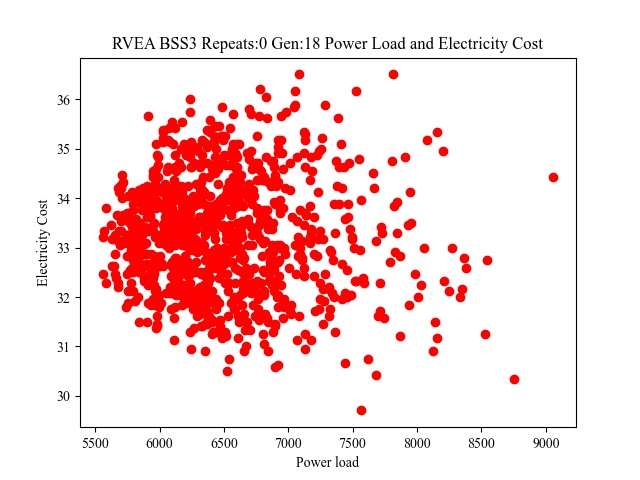 RVEA BSS3 Repeats:0 Gen:18 Power Load and Electricity Cost
36
35
34
33
32
31
30
Electricity Cost
5500 6000 6500 7000 7500 8000 8500 9000
Power load